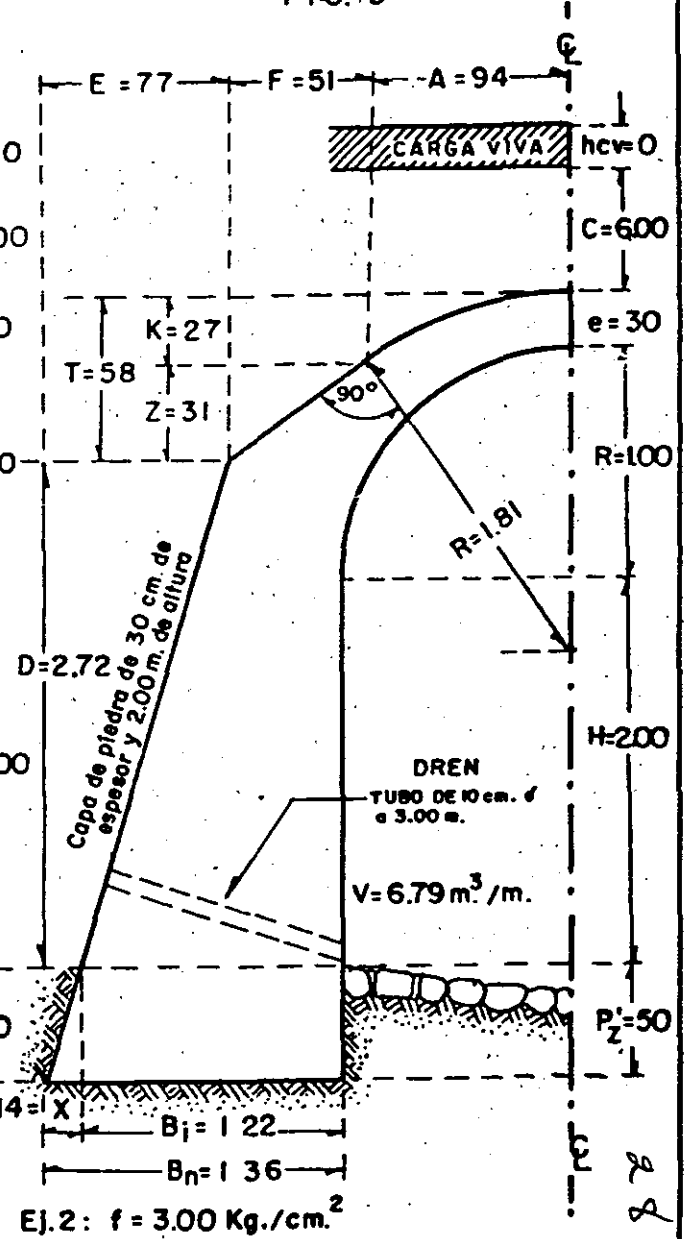 E = 77
F = 51
A = 94
℄
CARGA VIVA
hcv=0
C=6.00
e = 30
K = 27
T = 58
Z = 31
90°
R=1.00
R=1.81
D=2.72
Capa de piedra de 30 cm. de
espesor y 2.00 m. de altura
H=2.00
DREN
TUBO DE 10 cm. ø
a 3.00 m.
V= 6.79 m³/m.
P'z=50
14= X
Bi = 1 22
Bn = 1 36
℄
28
Ej. 2: f = 3.00 Kg./cm.²